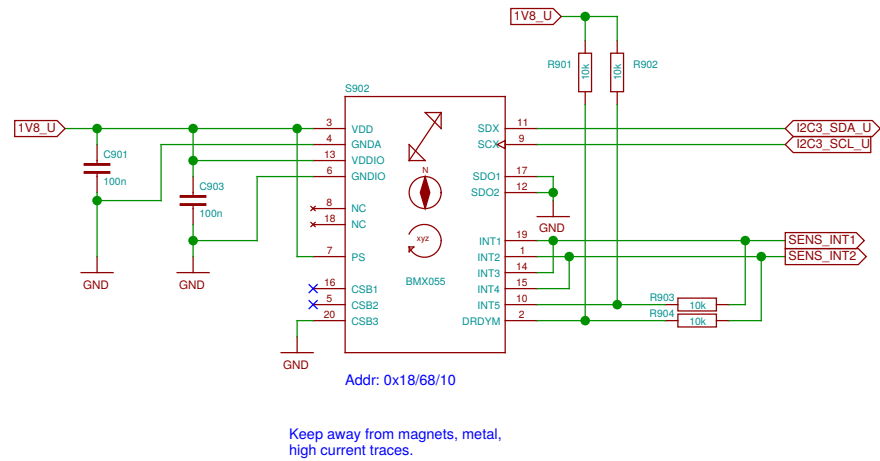 1V8_U
R901
10k
10k
R902
S902
1V8_U
C901
100n
C903
100n
GND
GND
GND
3
4
13
6
8
18
7
16
5
20
VDD
GNDA
VDDIO
GNDIO
NC
NC
PS
CSB1
CSB2
CSB3
N
xyz
BMX055
SDX
SCX
SDO1
SDO2
INT1
INT2
INT3
INT4
INT5
DRDYM
11
9
17
12
19
1
14
15
10
2
I2C3_SDA_U
I2C3_SCL_U
GND
SENS_INT1
SENS_INT2
R903
10k
R904
10k
Addr: 0x18/68/10
Keep away from magnets, metal,
high current traces.